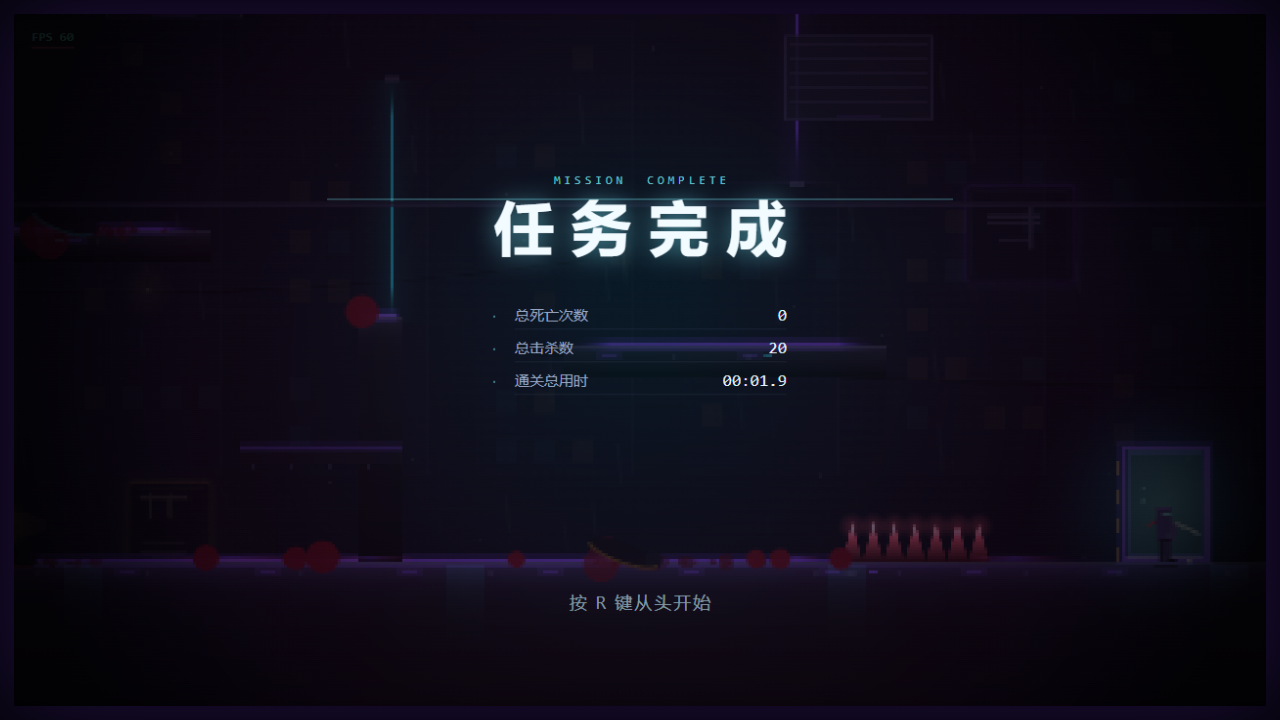 FPS 60
MISSION COMPLETE
任务完成
· 总死亡次数 0
· 总击杀数 20
· 通关总用时 00:01.9
按 R 键从头开始